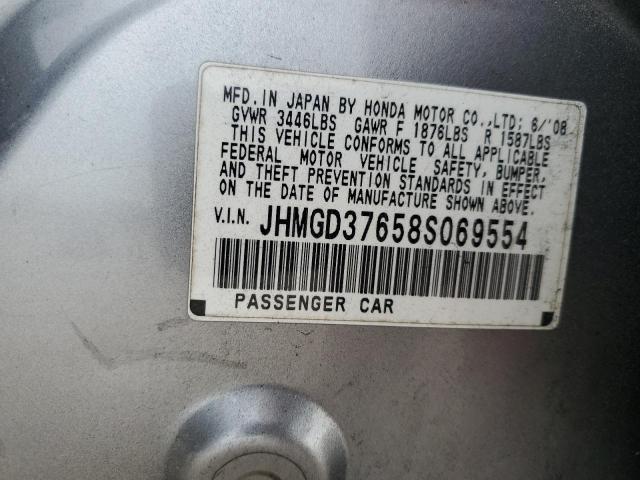 MFD.IN JAPAN BY HONDA MOTOR CO.,LTD; 6/'08
GVWR 3446LBS GAWR F 1876LBS R 1587LBS
THIS VEHICLE CONFORMS TO ALL APPLICABLE
FEDERAL MOTOR VEHICLE SAFETY, BUMPER,
AND THEFT PREVENTION STANDARDS IN EFFECT
ON THE DATE OF MANUFACTURE SHOWN ABOVE.
V.I.N. JHMGD37658S069554
PASSENGER CAR